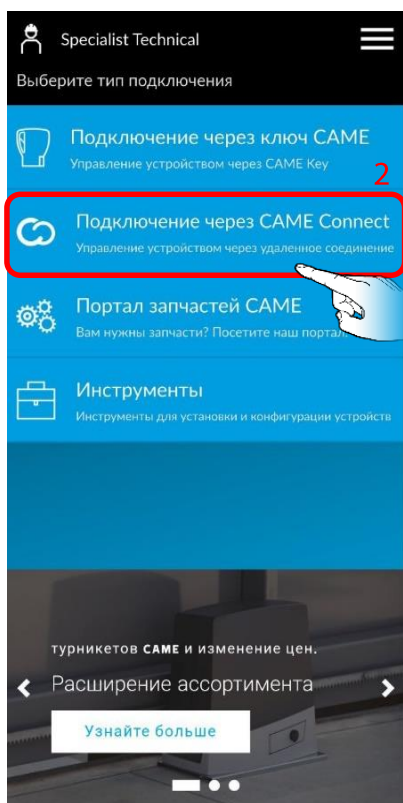 Specialist Technical
Выберите тип подключения
Подключение через ключ CAME
Управление устройством через CAME Key
2
Подключение через CAME Connect
Управление устройством через удаленное соединение
Портал запчастей CAME
Вам нужны запчасти? Посетите наш портал
Инструменты
Инструменты для установки и конфигурации устройств
турникетов CAME и изменение цен.
Расширение ассортимента
Узнайте больше